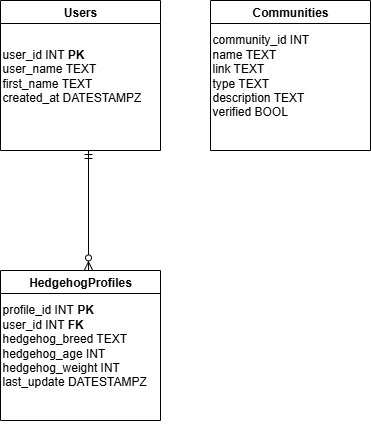 Users
user_id INT PK
user_name TEXT
first_name TEXT
created_at DATESTAMPZ
Communities
community_id INT
name TEXT
link TEXT
type TEXT
description TEXT
verified BOOL
HedgehogProfiles
profile_id INT PK
user_id INT FK
hedgehog_breed TEXT
hedgehog_age INT
hedgehog_weight INT
last_update DATESTAMPZ